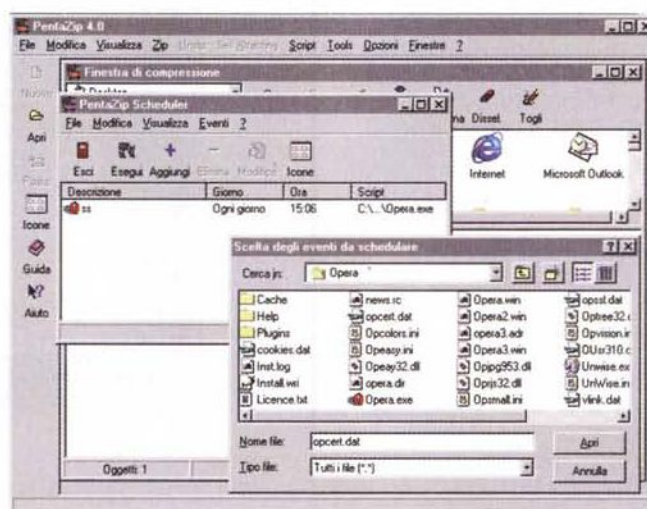 PentaZip 4.0
File Modifica Visualizza Zip Script Tools Opzioni Finestre ?
Finestra di compressione
Nuovo
Apri
Icone
Guida
Aiuto
PentaZip Scheduler
File Modifica Visualizza Eventi ?
Esci Esegui Aggiungi Elimina Modifica Icone
Descrizione Giorno Ora Script
ss Ogni giorno 15:06 C:\...\Opera.exe
Dissel. Togli
Internet Microsoft Outlook
Scelta degli eventi da schedulare
Cerca in: Opera
Cache news.rc Opera.win opssl.dat
Help opcert.dat Opera2.win Optree32.d
Plugins Opcolors.ini opera3.adr Opvision.ir
cookies.dat Opeasy.ini Opera3.win OUsr310.d
Inst.log Opeay32.dll Opjpg953.dll Unwise.ex
Install.wri opera.dir Oprjs32.dll UnWise.in
Licence.txt Opera.exe Opsmall.ini vlink.dat
Nome file: opcert.dat Apri
Tipo file: Tutti i file (*.*) Annulla
Oggetti: 1